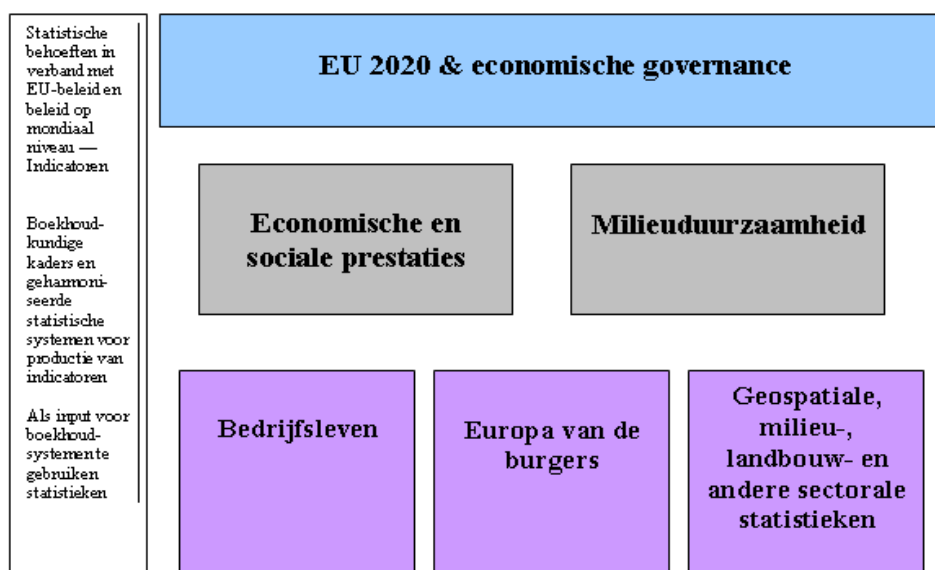 Statistische
behoeften in
verband met
EU-beleid en
beleid op
mondiaal
niveau —
Indicatoren
Boekhoud-
kundige
kaders en
geharmoni-
seerde
statistische
systemen voor
productie van
indicatoren
Als input voor
boekhoud-
systemen te
gebruiken
statistieken
EU 2020 & economische governance
Economische en
sociale prestaties
Milieuduurzaamheid
Bedrijfsleven
Europa van de
burgers
Geospatiale,
milieu-,
landbouw- en
andere sectorale
statistieken